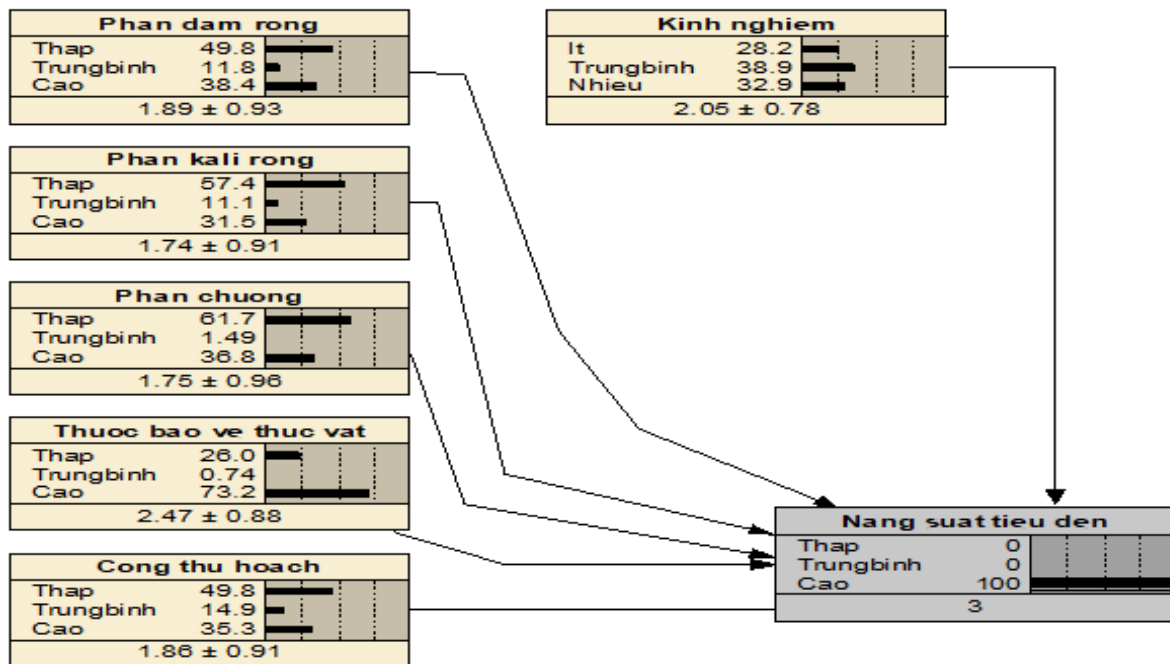 Phan dam rong
Thap 49.8
Trungbinh 11.8
Cao 38.4
1.89 ± 0.93
Kinh nghiem
It 28.2
Trungbinh 38.9
Nhieu 32.9
2.05 ± 0.78
Phan kali rong
Thap 57.4
Trungbinh 11.1
Cao 31.5
1.74 ± 0.91
Phan chuong
Thap 61.7
Trungbinh 1.49
Cao 36.8
1.75 ± 0.96
Thuoc bao ve thuc vat
Thap 26.0
Trungbinh 0.74
Cao 73.2
2.47 ± 0.88
Nang suat tieu den
Thap 0
Trungbinh 0
Cao 100
3
Cong thu hoach
Thap 49.8
Trungbinh 14.9
Cao 35.3
1.86 ± 0.91